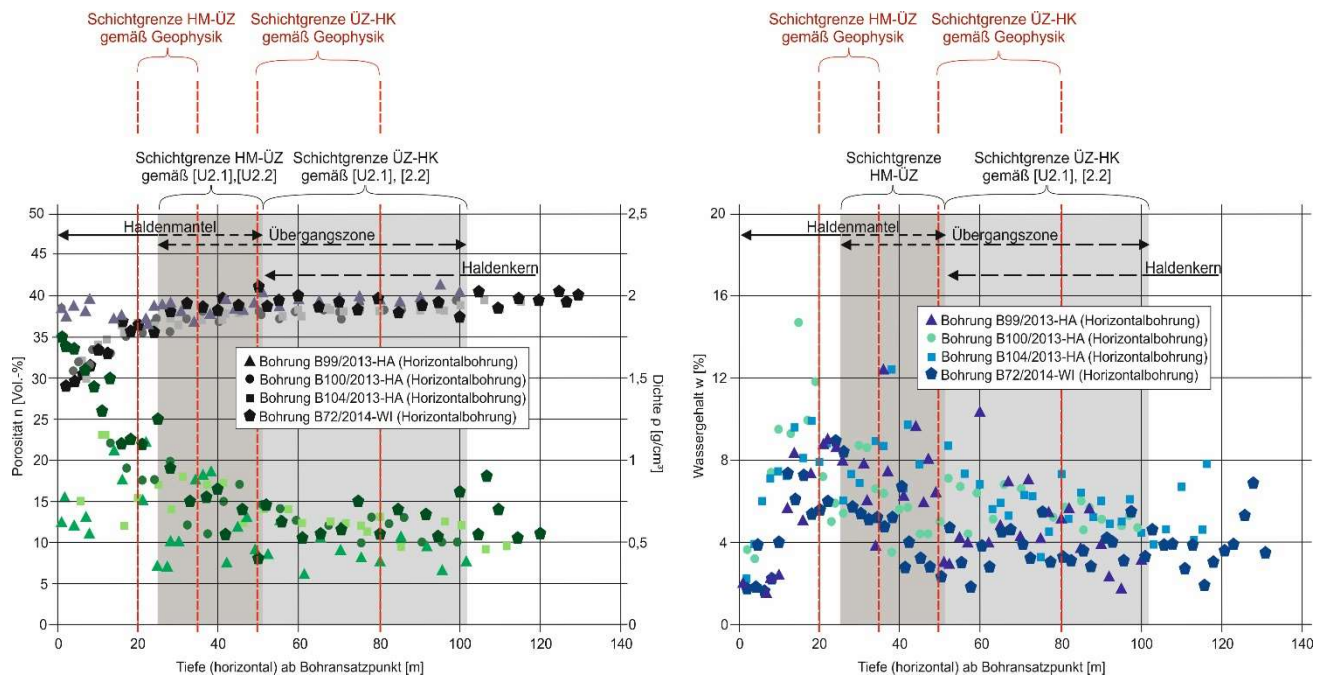 Schichtgrenze HM-ÜZ
gemäß Geophysik
Schichtgrenze ÜZ-HK
gemäß Geophysik
Schichtgrenze HM-ÜZ
gemäß [U2.1],[U2.2]
Schichtgrenze ÜZ-HK
gemäß [U2.1], [2.2]
50
45
40
35
30
25
20
15
10
5
0
Porosität n [Vol.-%]
2,5
2
1,5
1
0,5
0
Dichte ρ [g/cm³]
Haldenmantel
Übergangszone
Haldenkern
Bohrung B99/2013-HA (Horizontalbohrung)
Bohrung B100/2013-HA (Horizontalbohrung)
Bohrung B104/2013-HA (Horizontalbohrung)
Bohrung B72/2014-WI (Horizontalbohrung)
0 20 40 60 80 100 120 140
Tiefe (horizontal) ab Bohransatzpunkt [m]
Schichtgrenze HM-ÜZ
gemäß Geophysik
Schichtgrenze ÜZ-HK
gemäß Geophysik
Schichtgrenze
HM-ÜZ
Schichtgrenze ÜZ-HK
gemäß [U2.1], [2.2]
20
16
12
8
4
0
Wassergehalt w [%]
Haldenmantel
Übergangszone
Haldenkern
Bohrung B99/2013-HA (Horizontalbohrung)
Bohrung B100/2013-HA (Horizontalbohrung)
Bohrung B104/2013-HA (Horizontalbohrung)
Bohrung B72/2014-WI (Horizontalbohrung)
0 20 40 60 80 100 120 140
Tiefe (horizontal) ab Bohransatzpunkt [m]